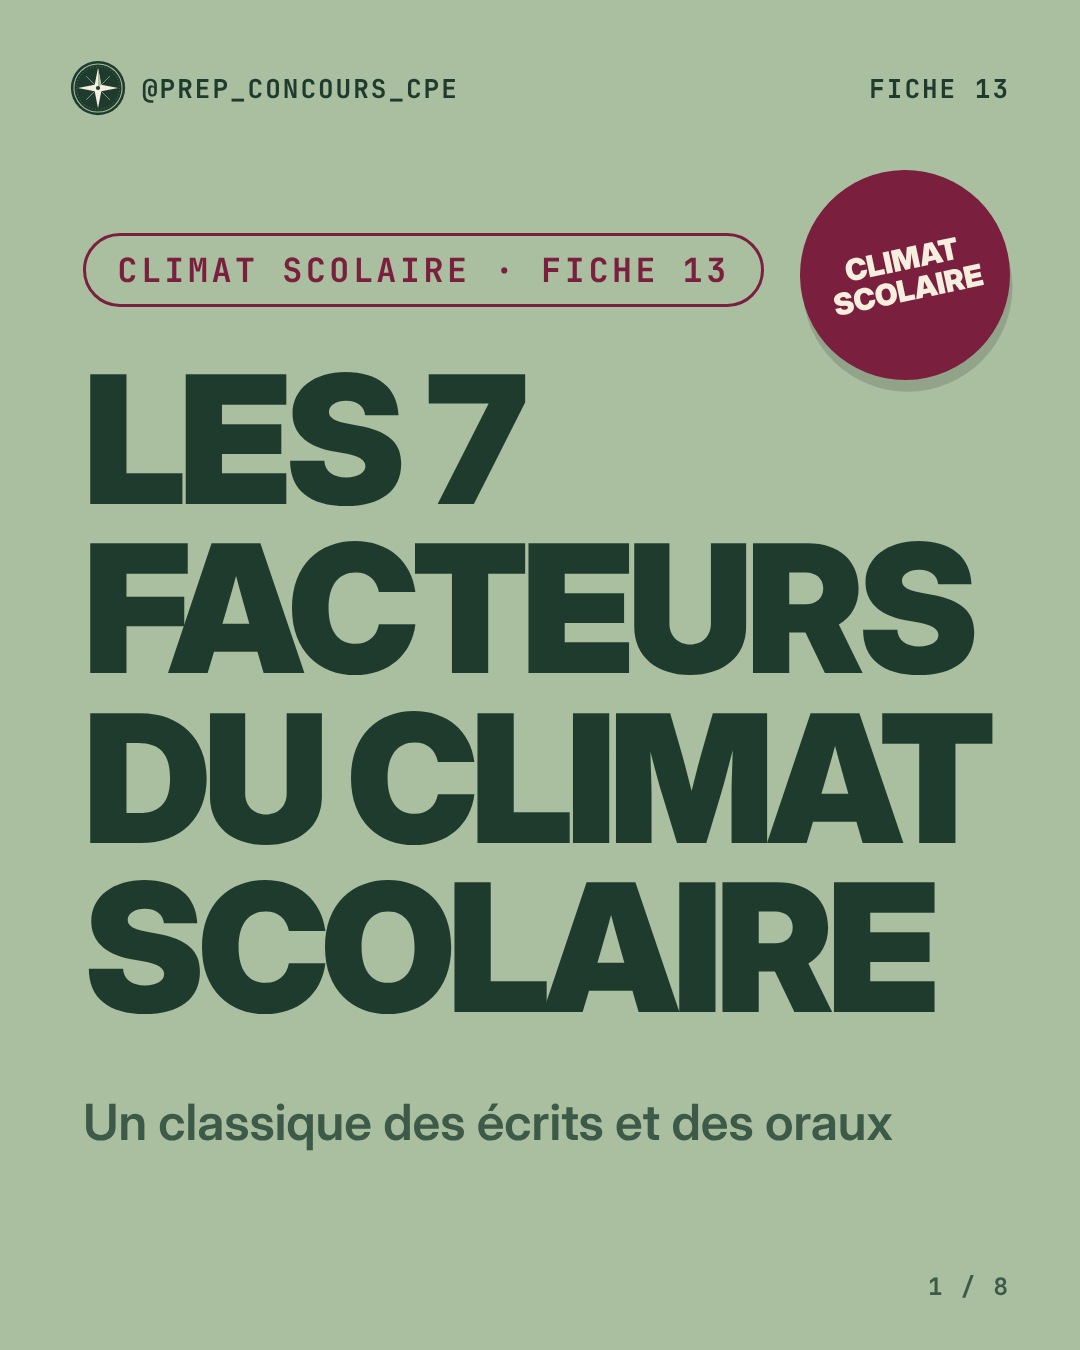 @PREP_CONCOURS_CPE
FICHE 13
CLIMAT SCOLAIRE · FICHE 13
CLIMAT
SCOLAIRE
LES 7
FACTEURS
DU CLIMAT
SCOLAIRE
Un classique des écrits et des oraux
1 / 8